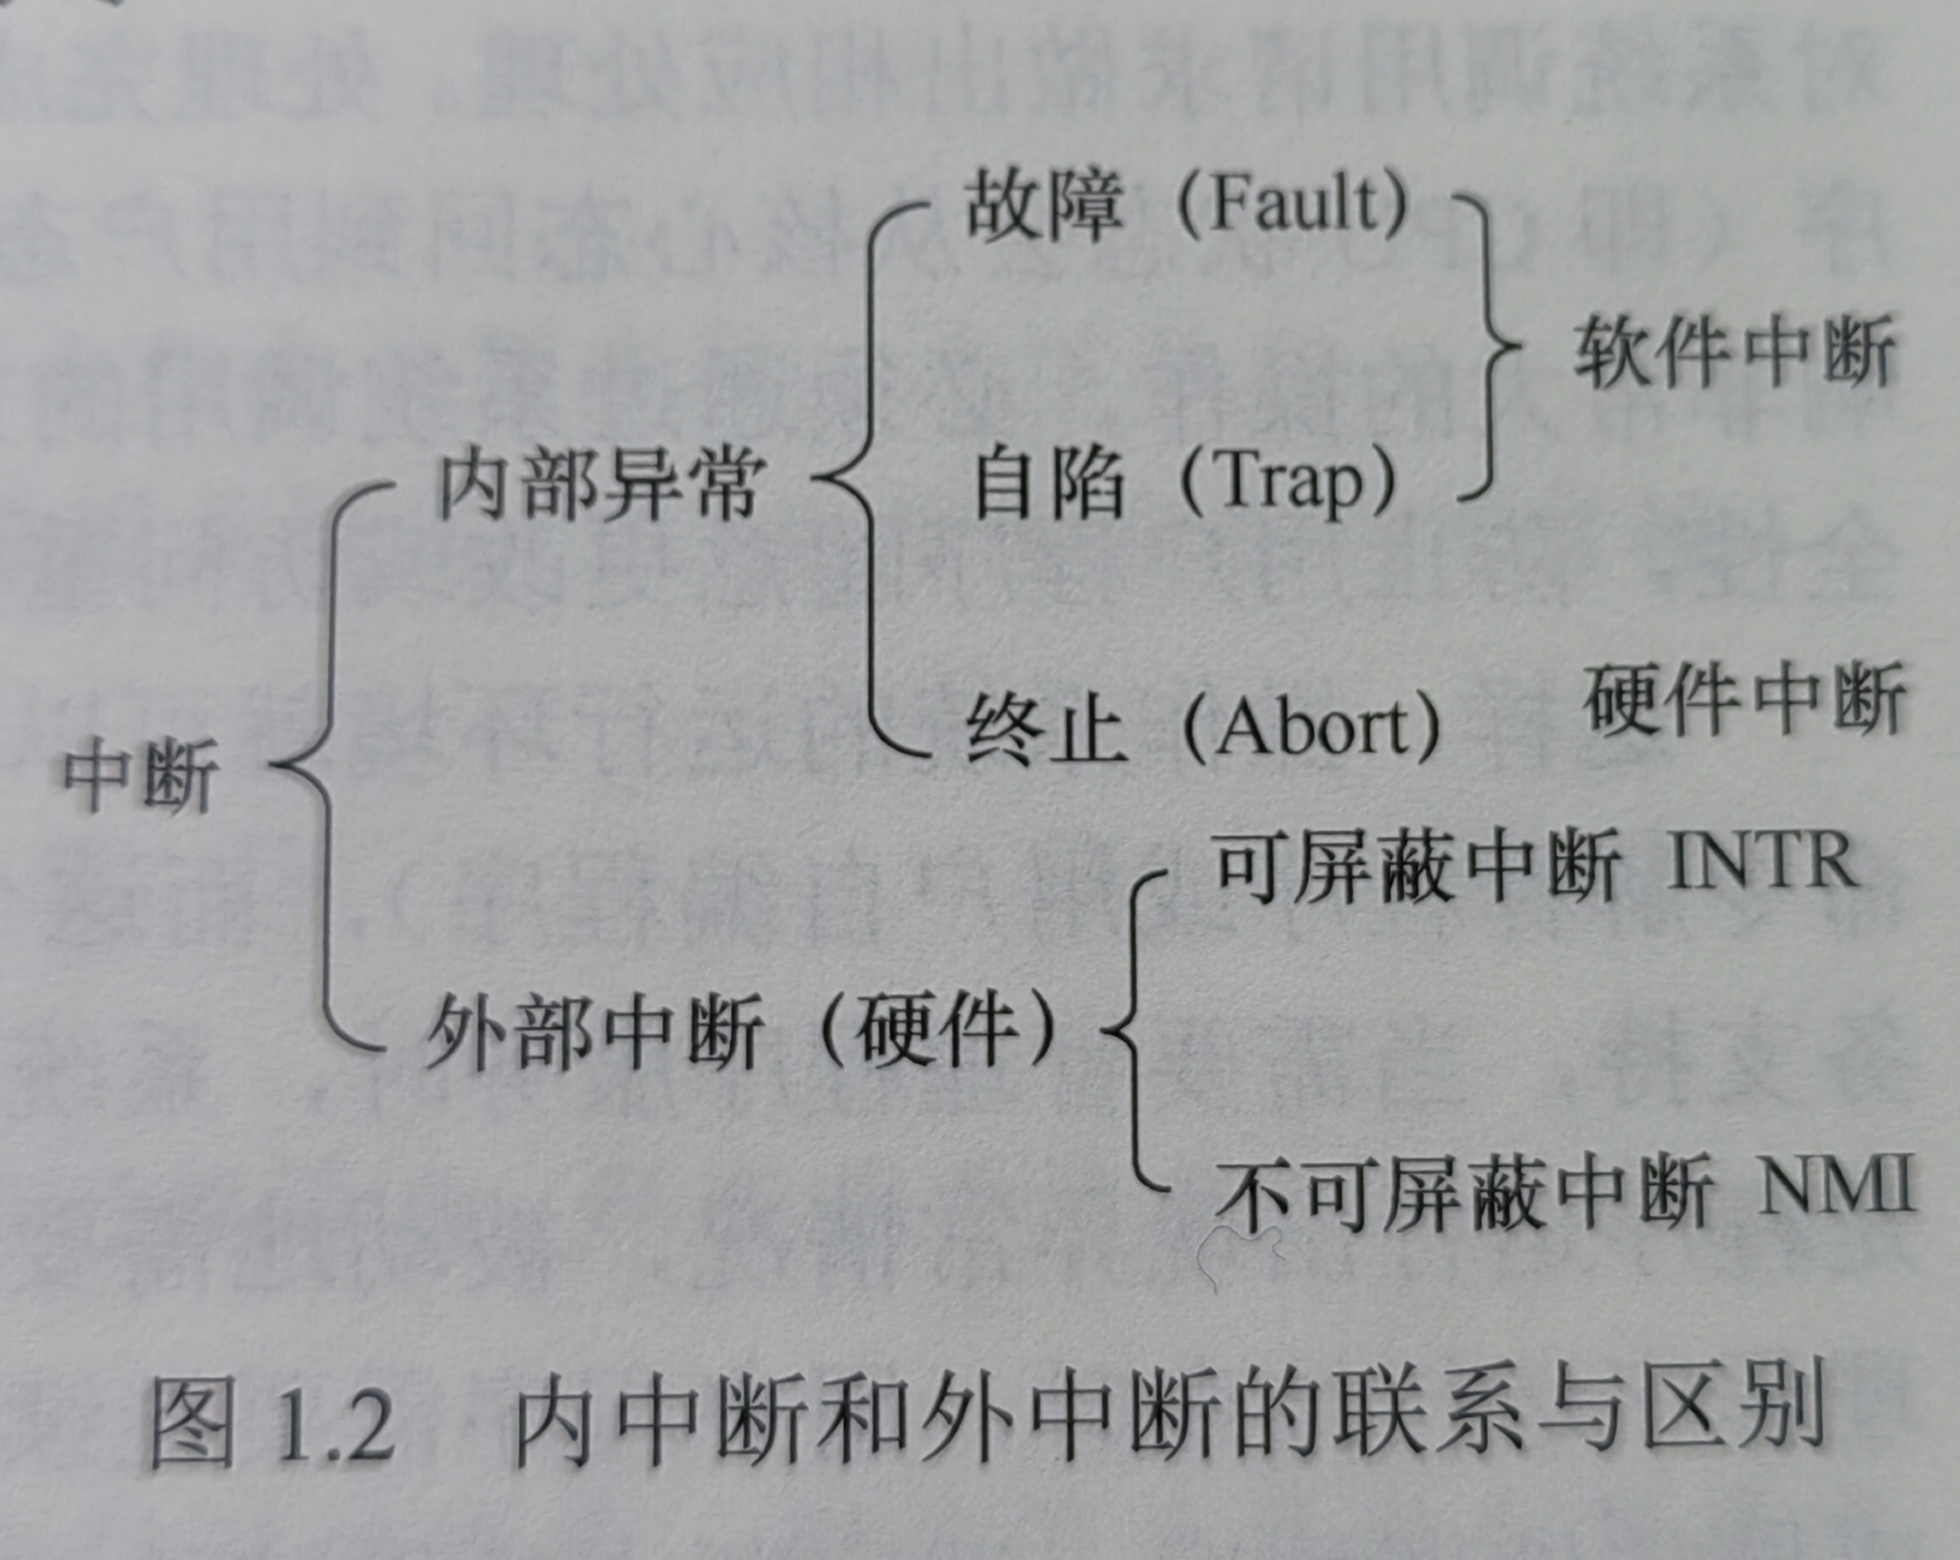 故障（Fault）
软件中断
内部异常
自陷（Trap）
终止（Abort）
硬件中断
中断
可屏蔽中断 INTR
外部中断（硬件）
不可屏蔽中断 NMI
图 1.2 内中断和外中断的联系与区别